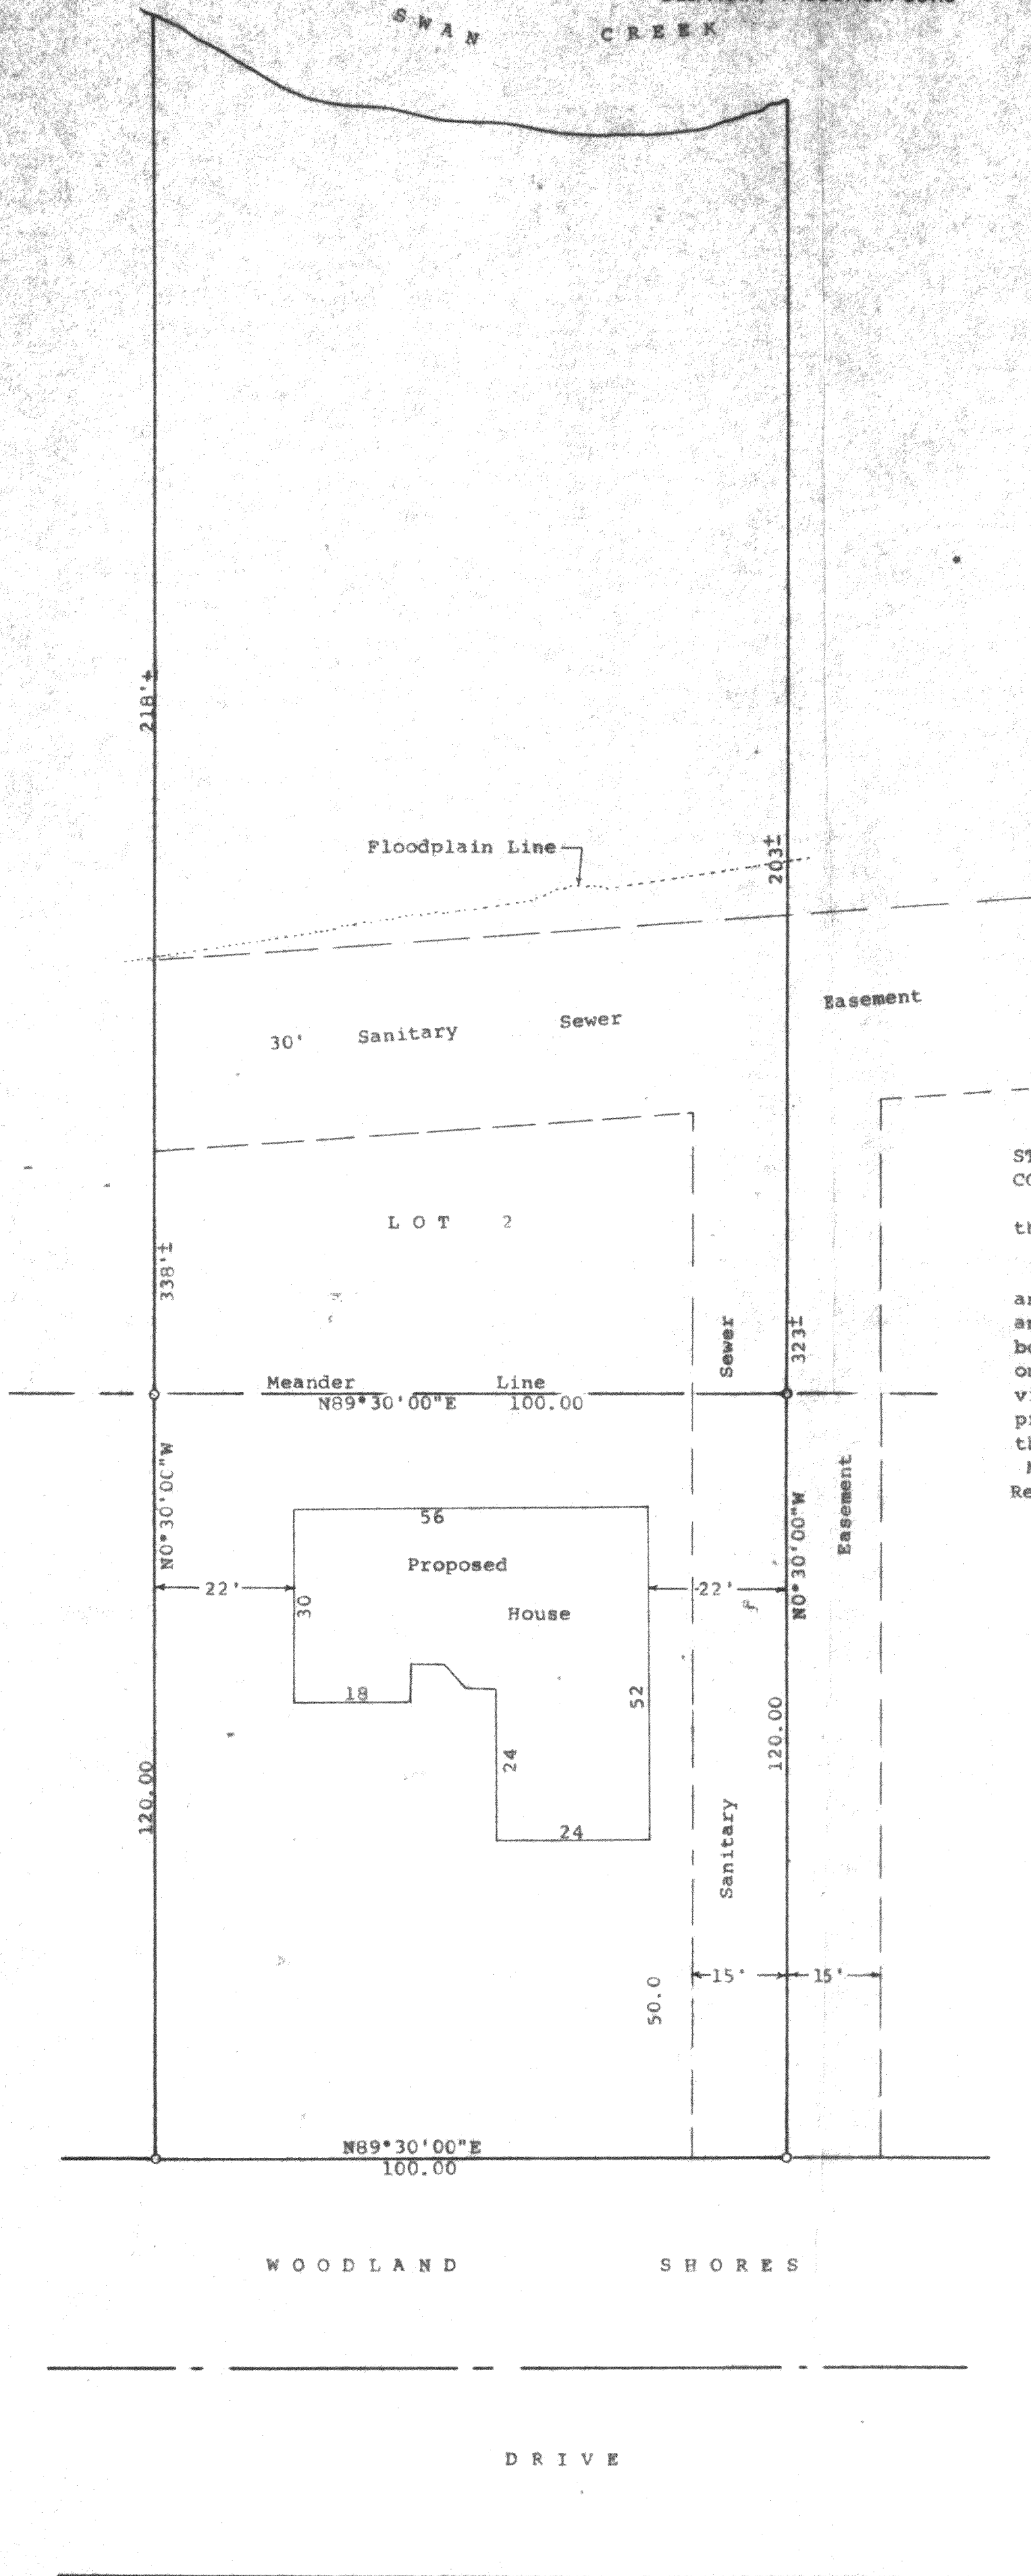 SWAN CREEK
218'±
Floodplain Line
203±
30' Sanitary Sewer Easement
LOT 2
338'±
323±
Sewer
Meander Line
N89°30'00"E 100.00
N0°30'00"W
56
Proposed
House
22'
22'
30
18
52
24
24
N0°30'00"W
Easement
120.00
120.00
Sanitary
15'
15'
50.0
N89°30'00"E
100.00
WOODLAND SHORES
DRIVE